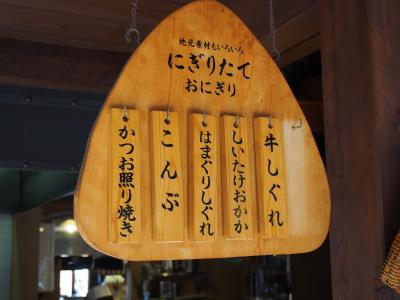 地元素材もいろいろ
にぎりたて
おにぎり
牛しぐれ
しいたけおかか
はまぐりしぐれ
こんぶ
かつお照り焼き